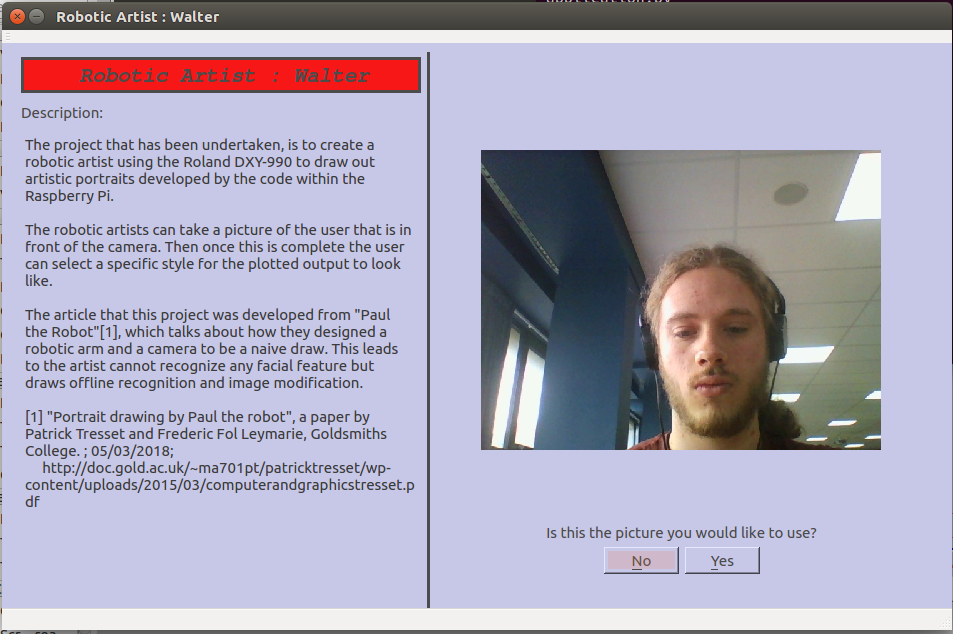 Robotic Artist : Walter
Robotic Artist : Walter
Description:
The project that has been undertaken, is to create a
robotic artist using the Roland DXY-990 to draw out
artistic portraits developed by the code within the
Raspberry Pi.
The robotic artists can take a picture of the user that is in
front of the camera. Then once this is complete the user
can select a specific style for the plotted output to look
like.
The article that this project was developed from "Paul
the Robot"[1], which talks about how they designed a
robotic arm and a camera to be a naive draw. This leads
to the artist cannot recognize any facial feature but
draws offline recognition and image modification.
[1] "Portrait drawing by Paul the robot", a paper by
Patrick Tresset and Frederic Fol Leymarie, Goldsmiths
College. ; 05/03/2018;
http://doc.gold.ac.uk/~ma701pt/patricktresset/wp-
content/uploads/2015/03/computerandgraphicstresset.p
df
Is this the picture you would like to use?
No Yes